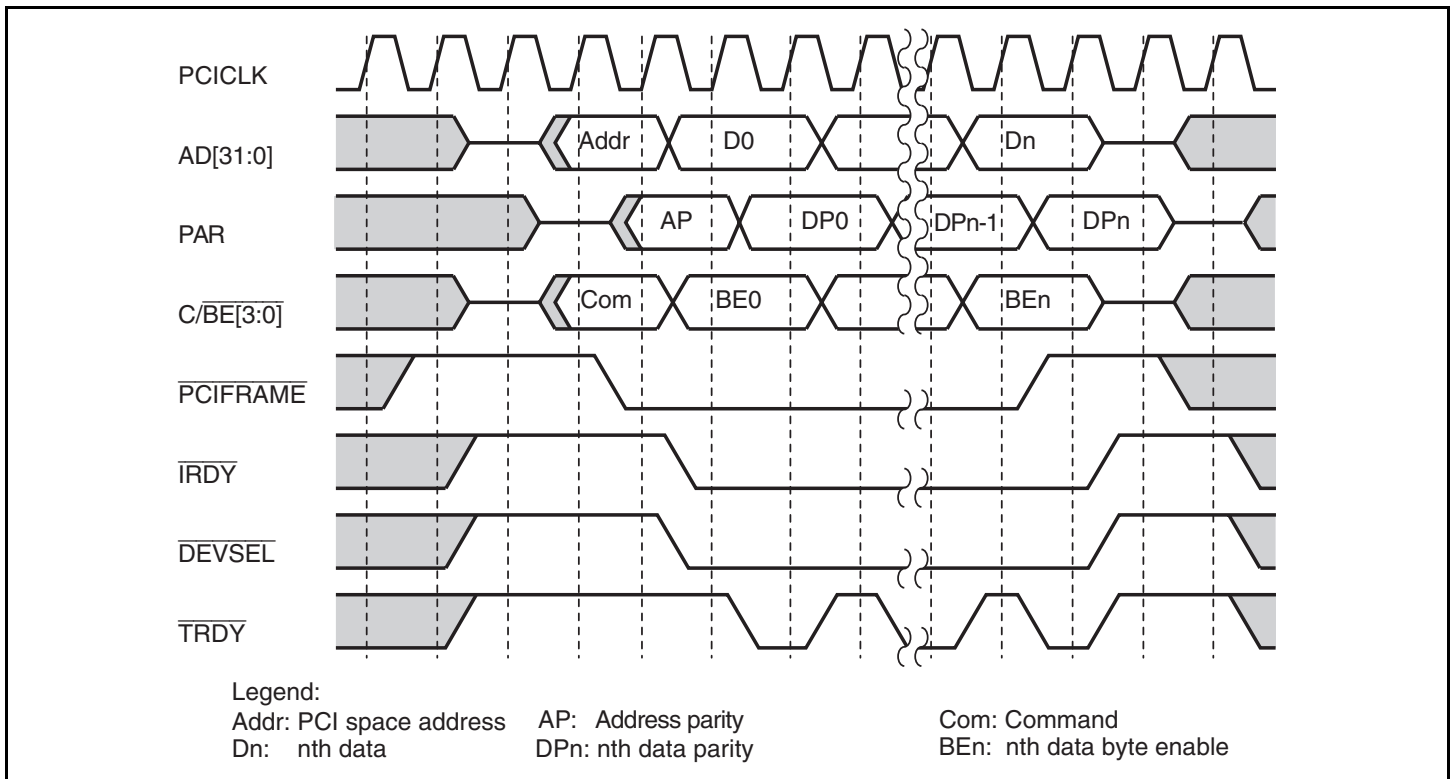 PCICLK
AD[31:0] Addr D0 Dn
PAR AP DP0 DPn-1 DPn
C/BE[3:0] Com BE0 BEn
PCIFRAME
IRDY
DEVSEL
TRDY
Legend:
Addr: PCI space address AP: Address parity Com: Command
Dn: nth data DPn: nth data parity BEn: nth data byte enable